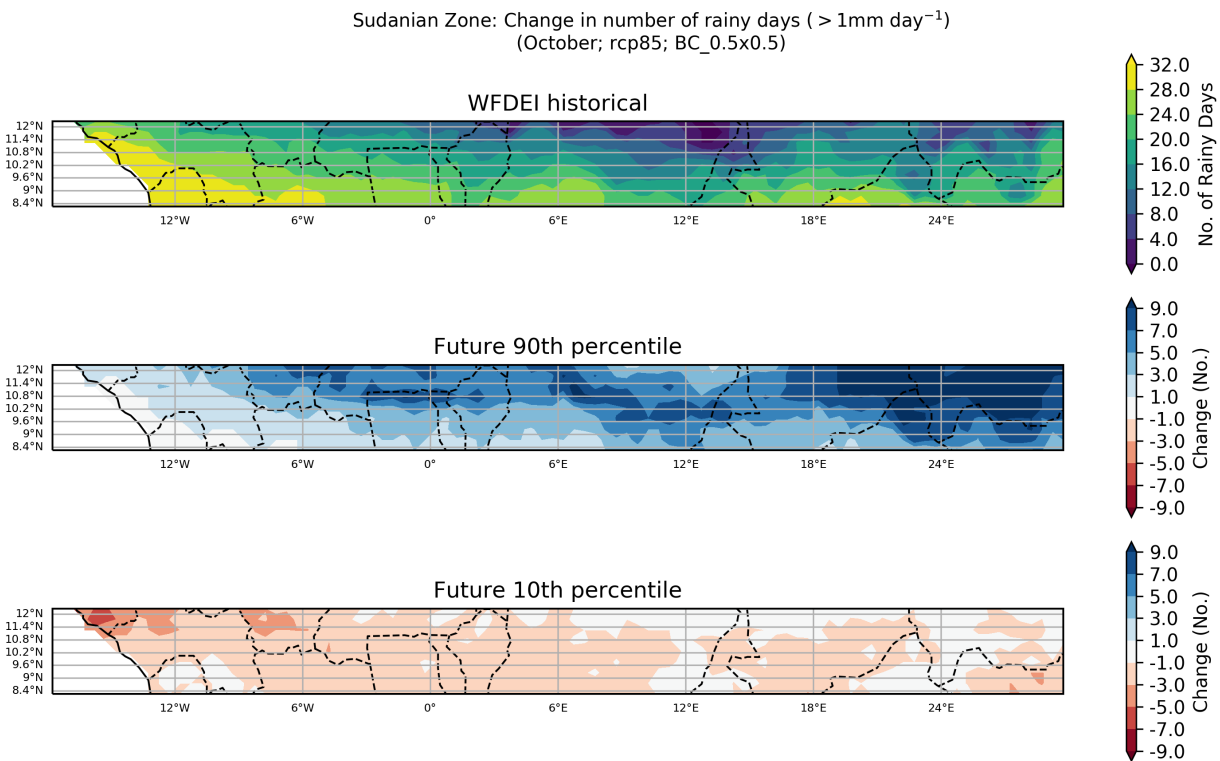 Sudanian Zone: Change in number of rainy days ( > 1mm day⁻¹)
(October; rcp85; BC_0.5x0.5)
WFDEI historical
12°N
11.4°N
10.8°N
10.2°N
9.6°N
9°N
8.4°N
12°W 6°W 0° 6°E 12°E 18°E 24°E
32.0
28.0
24.0
20.0
16.0
12.0
8.0
4.0
0.0
No. of Rainy Days
Future 90th percentile
12°N
11.4°N
10.8°N
10.2°N
9.6°N
9°N
8.4°N
12°W 6°W 0° 6°E 12°E 18°E 24°E
9.0
7.0
5.0
3.0
1.0
-1.0
-3.0
-5.0
-7.0
-9.0
Change (No.)
Future 10th percentile
12°N
11.4°N
10.8°N
10.2°N
9.6°N
9°N
8.4°N
12°W 6°W 0° 6°E 12°E 18°E 24°E
9.0
7.0
5.0
3.0
1.0
-1.0
-3.0
-5.0
-7.0
-9.0
Change (No.)